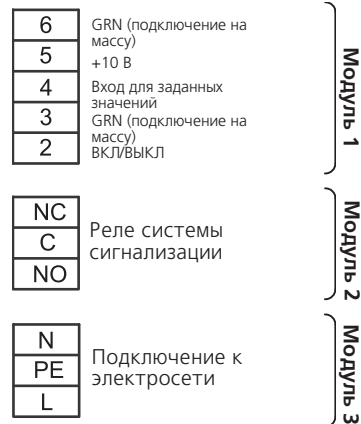 6
GRN (подключение на
массу)
5
+10 В
4
Вход для заданных
значений
3
GRN (подключение на
массу)
2
ВКЛ/ВЫКЛ
Модуль 1
NC
C
NO
Реле системы
сигнализации
Модуль 2
N
PE
L
Подключение к
электросети
Модуль 3